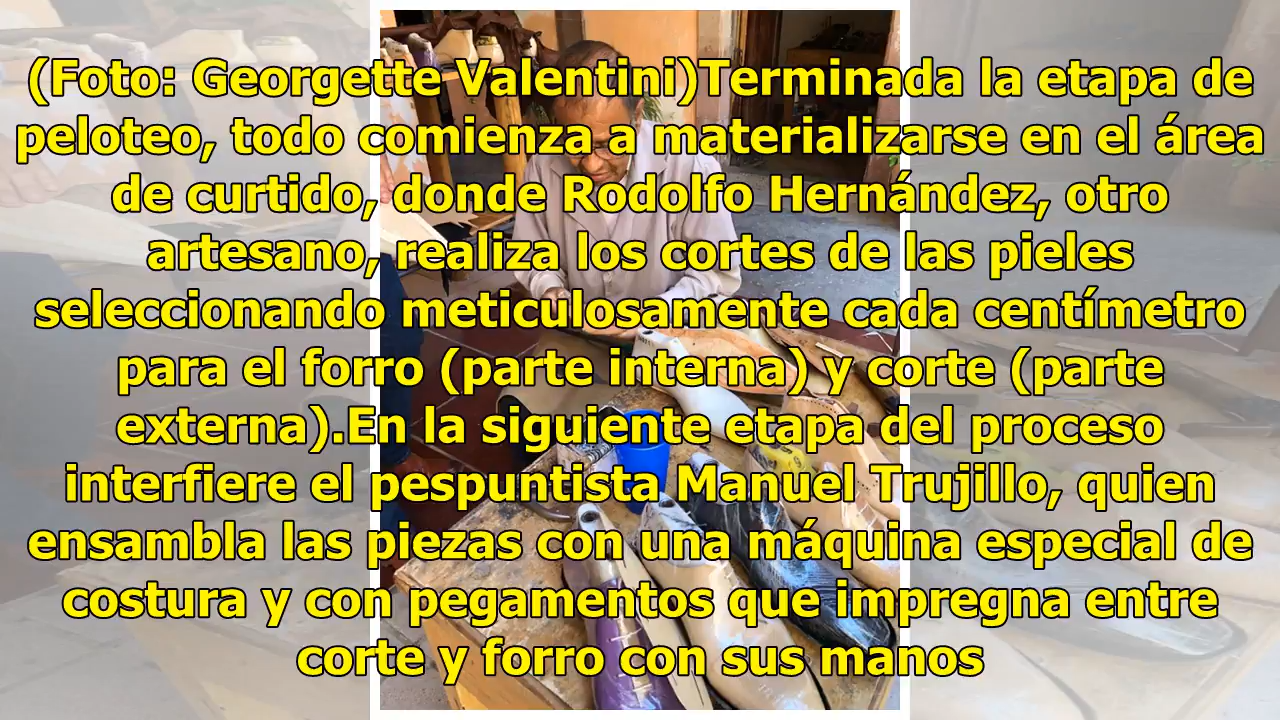 (Foto: Georgette Valentini)Terminada la etapa de
peloteo, todo comienza a materializarse en el área
de curtido, donde Rodolfo Hernández, otro
artesano, realiza los cortes de las pieles
seleccionando meticulosamente cada centímetro
para el forro (parte interna) y corte (parte
externa).En la siguiente etapa del proceso
interfiere el pespuntista Manuel Trujillo, quien
ensambla las piezas con una máquina especial de
costura y con pegamentos que impregna entre
corte y forro con sus manos